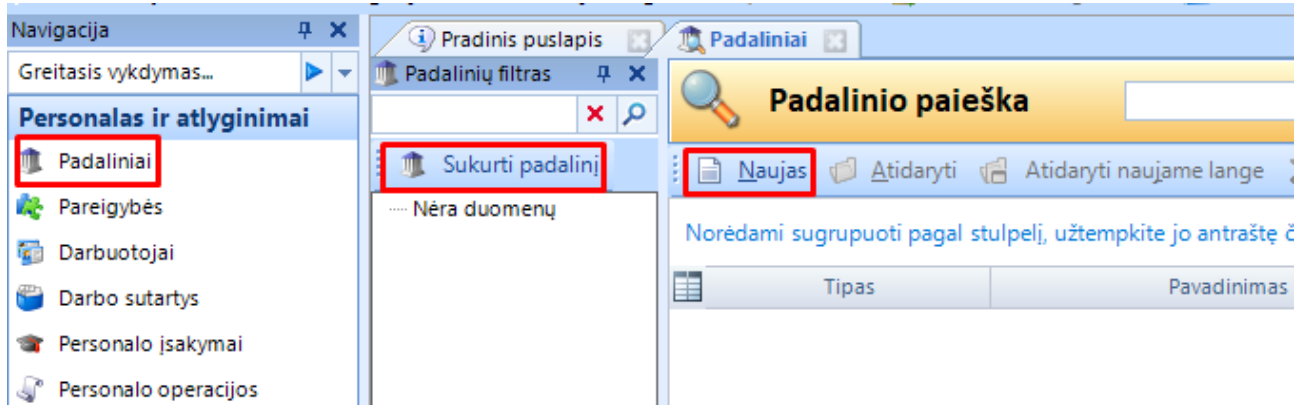 Navigacija
Greitasis vykdymas...
Personalas ir atlyginimai
Padaliniai
Pareigybės
Darbuotojai
Darbo sutartys
Personalo įsakymai
Personalo operacijos
Pradinis puslapis
Padaliniai
Padalinių filtras
Sukurti padalinį
Nėra duomenų
Padalinio paieška
Naujas Atidaryti Atidaryti naujame lange
Norėdami sugrupuoti pagal stulpelį, užtempkite jo antraštę č
Tipas Pavadinimas